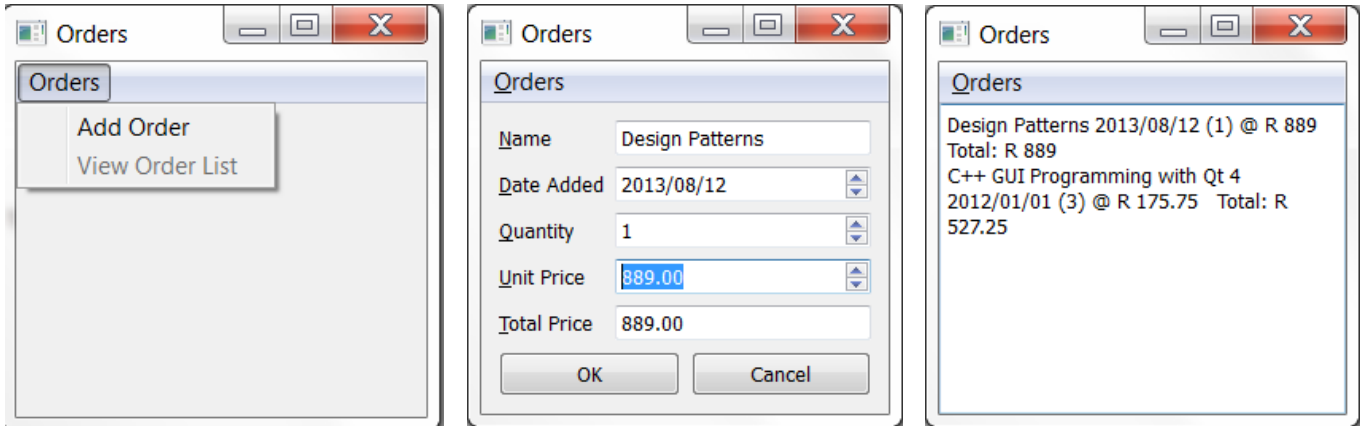 Orders
Orders
Add Order
View Order List
Orders
Orders
Name Design Patterns
Date Added 2013/08/12
Quantity 1
Unit Price 889.00
Total Price 889.00
OK Cancel
Orders
Orders
Design Patterns 2013/08/12 (1) @ R 889
Total: R 889
C++ GUI Programming with Qt 4
2012/01/01 (3) @ R 175.75 Total: R
527.25